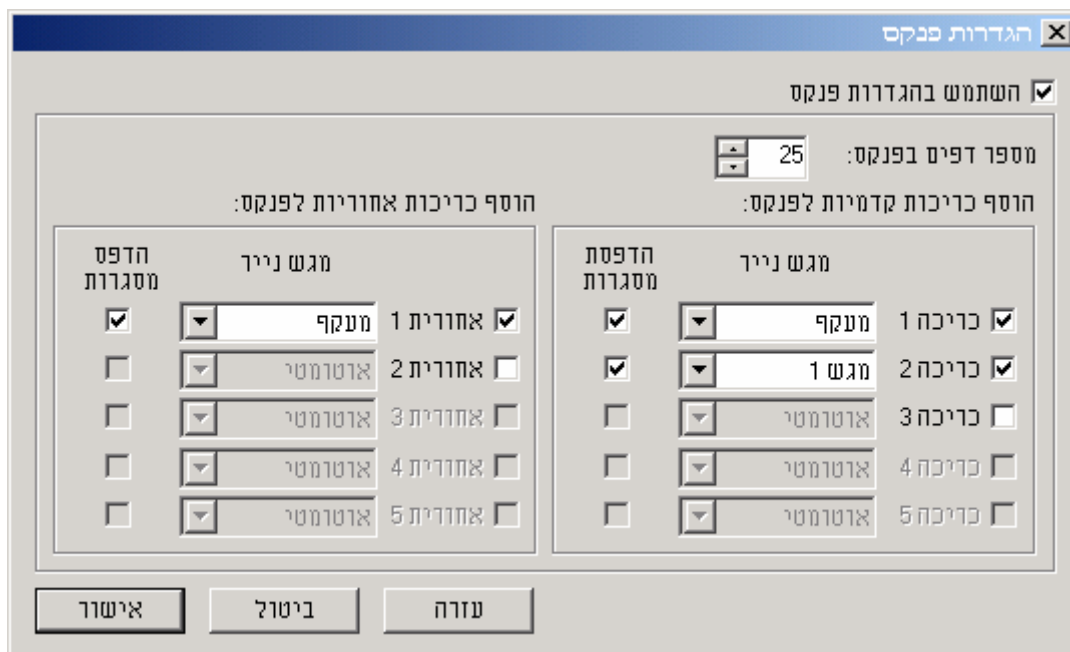 הגדרות פנקס
השתמש בהגדרות פנקס
מספר דפים בפנקס: 25
הוסף כריכות קדמיות לפנקס:
מגש נייר הדפסת מסגרות
כריכה 1 מעקף
כריכה 2 מגש 1
כריכה 3 אוטומטי
כריכה 4 אוטומטי
כריכה 5 אוטומטי
הוסף כריכות אחוריות לפנקס:
מגש נייר הדפס מסגרות
אחורית 1 מעקף
אחורית 2 אוטומטי
אחורית 3 אוטומטי
אחורית 4 אוטומטי
אחורית 5 אוטומטי
עזרה ביטול אישור